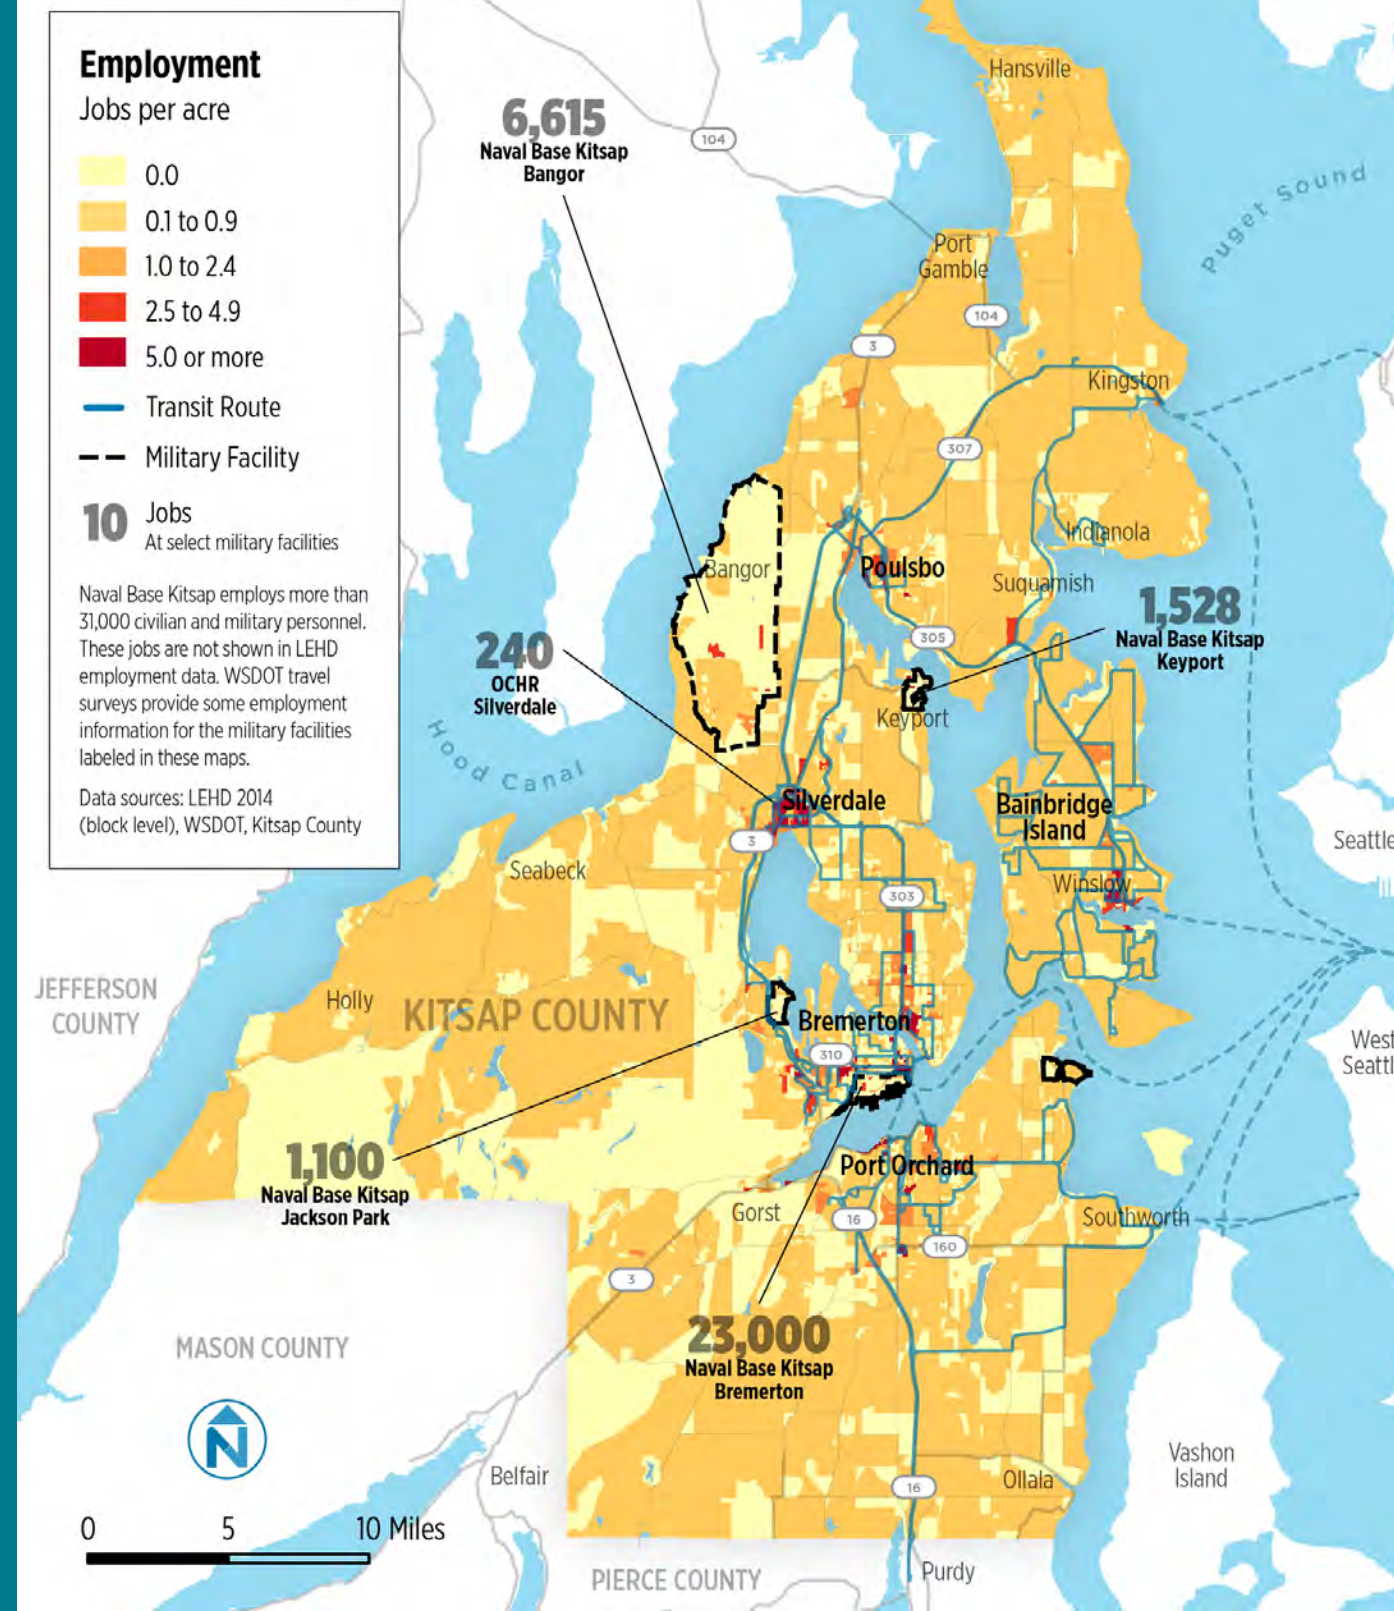 Employment
Jobs per acre
0.0
0.1 to 0.9
1.0 to 2.4
2.5 to 4.9
5.0 or more
Transit Route
Military Facility
10 Jobs
At select military facilities
Naval Base Kitsap employs more than
31,000 civilian and military personnel.
These jobs are not shown in LEHD
employment data. WSDOT travel
surveys provide some employment
information for the military facilities
labeled in these maps.
Data sources: LEHD 2014
(block level), WSDOT, Kitsap County
6,615
Naval Base Kitsap
Bangor
104
Hansville
Puget Sound
Port
Gamble
104
3
Kingston
307
Indianola
Bangor
Poulsbo
Suquamish
1,528
Naval Base Kitsap
Keyport
305
240
OCHR
Silverdale
Keyport
Hood Canal
Silverdale
Bainbridge
Island
3
Seattle
Seabeck
Winslow
303
JEFFERSON
COUNTY
Holly
KITSAP COUNTY
Bremerton
310
West
Seattl
1,100
Naval Base Kitsap
Jackson Park
Port Orchard
Gorst
16
Southworth
160
3
23,000
Naval Base Kitsap
Bremerton
MASON COUNTY
N
Belfair
16
Ollala
Vashon
Island
0 5 10 Miles
PIERCE COUNTY
Purdy